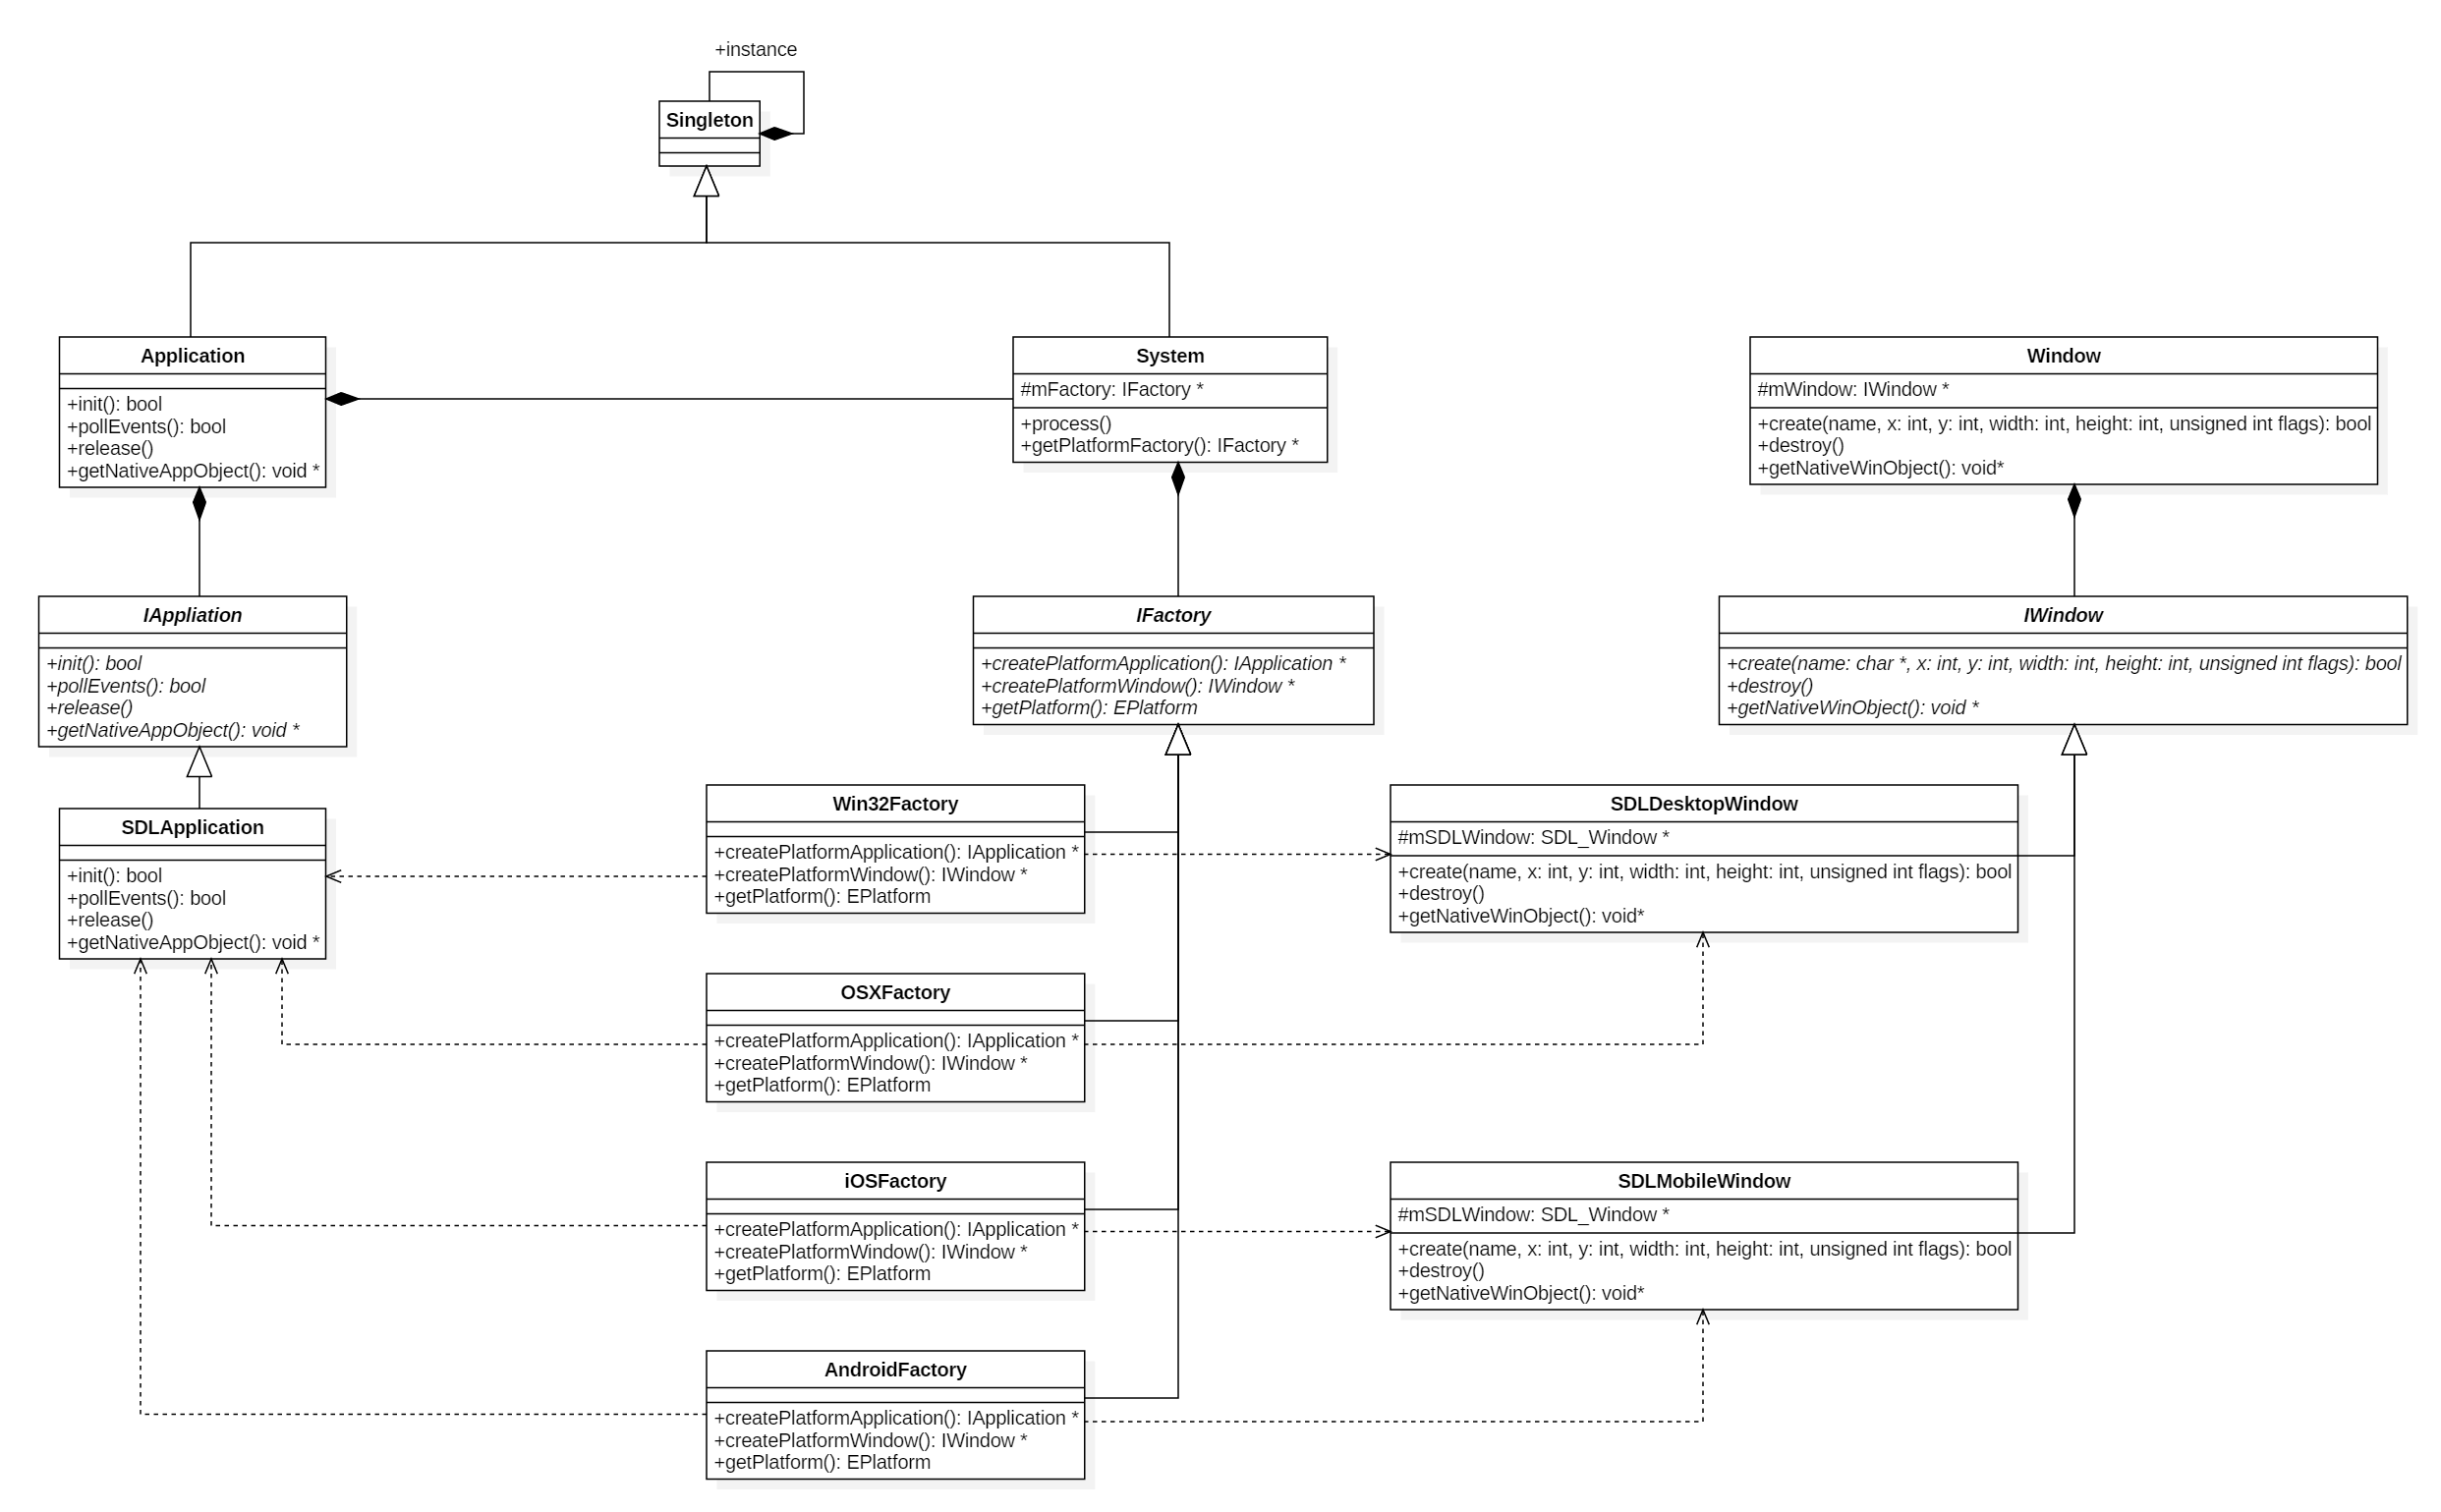 +instance
Singleton
Application
+init(): bool
+pollEvents(): bool
+release()
+getNativeAppObject(): void *
System
#mFactory: IFactory *
+process()
+getPlatformFactory(): IFactory *
Window
#mWindow: IWindow *
+create(name, x: int, y: int, width: int, height: int, unsigned int flags): bool
+destroy()
+getNativeWinObject(): void*
IAppliation
+init(): bool
+pollEvents(): bool
+release()
+getNativeAppObject(): void *
IFactory
+createPlatformApplication(): IApplication *
+createPlatformWindow(): IWindow *
+getPlatform(): EPlatform
IWindow
+create(name: char *, x: int, y: int, width: int, height: int, unsigned int flags): bool
+destroy()
+getNativeWinObject(): void *
SDLApplication
+init(): bool
+pollEvents(): bool
+release()
+getNativeAppObject(): void *
Win32Factory
+createPlatformApplication(): IApplication *
+createPlatformWindow(): IWindow *
+getPlatform(): EPlatform
SDLDesktopWindow
#mSDLWindow: SDL_Window *
+create(name, x: int, y: int, width: int, height: int, unsigned int flags): bool
+destroy()
+getNativeWinObject(): void*
OSXFactory
+createPlatformApplication(): IApplication *
+createPlatformWindow(): IWindow *
+getPlatform(): EPlatform
iOSFactory
+createPlatformApplication(): IApplication *
+createPlatformWindow(): IWindow *
+getPlatform(): EPlatform
SDLMobileWindow
#mSDLWindow: SDL_Window *
+create(name, x: int, y: int, width: int, height: int, unsigned int flags): bool
+destroy()
+getNativeWinObject(): void*
AndroidFactory
+createPlatformApplication(): IApplication *
+createPlatformWindow(): IWindow *
+getPlatform(): EPlatform